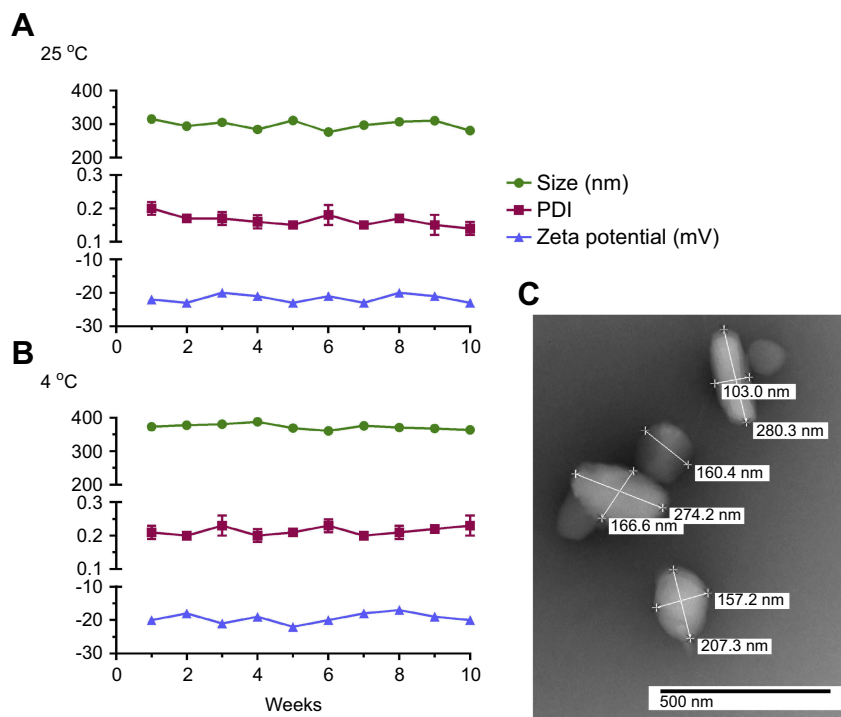 A
25 °C
400
300
200
0.3
0.2
0.1
-10
-20
-30
0 2 4 6 8 10
Size (nm)
PDI
Zeta potential (mV)
B
4 °C
400
300
200
0.3
0.2
0.1
-10
-20
-30
0 2 4 6 8 10
Weeks
C
103.0 nm
280.3 nm
160.4 nm
274.2 nm
166.6 nm
157.2 nm
207.3 nm
500 nm